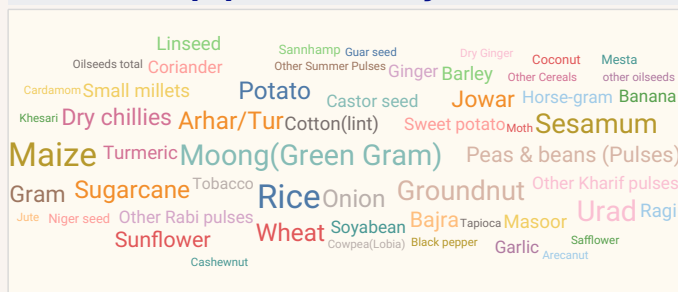 Linseed
Sannhamp Guar seed
Dry Ginger
Oilseeds total Coriander
Other Summer Pulses Ginger Barley
Coconut Mesta
Other Cereals other oilseeds
Cardamom Small millets Potato Castor seed Jowar Horse-gram Banana
Khesari Dry chillies Arhar/Tur Cotton(lint) Sweet potato Moth Sesamum
Maize Turmeric Moong(Green Gram) Peas & beans (Pulses)
Gram Sugarcane Tobacco Rice Onion Groundnut Other Kharif pulses
Jute Niger seed Other Rabi pulses Wheat Soyabean Bajra Tapioca Masoor Urad Ragi
Sunflower Cowpea(Lobia) Black pepper Garlic Safflower
Cashewnut Arecanut